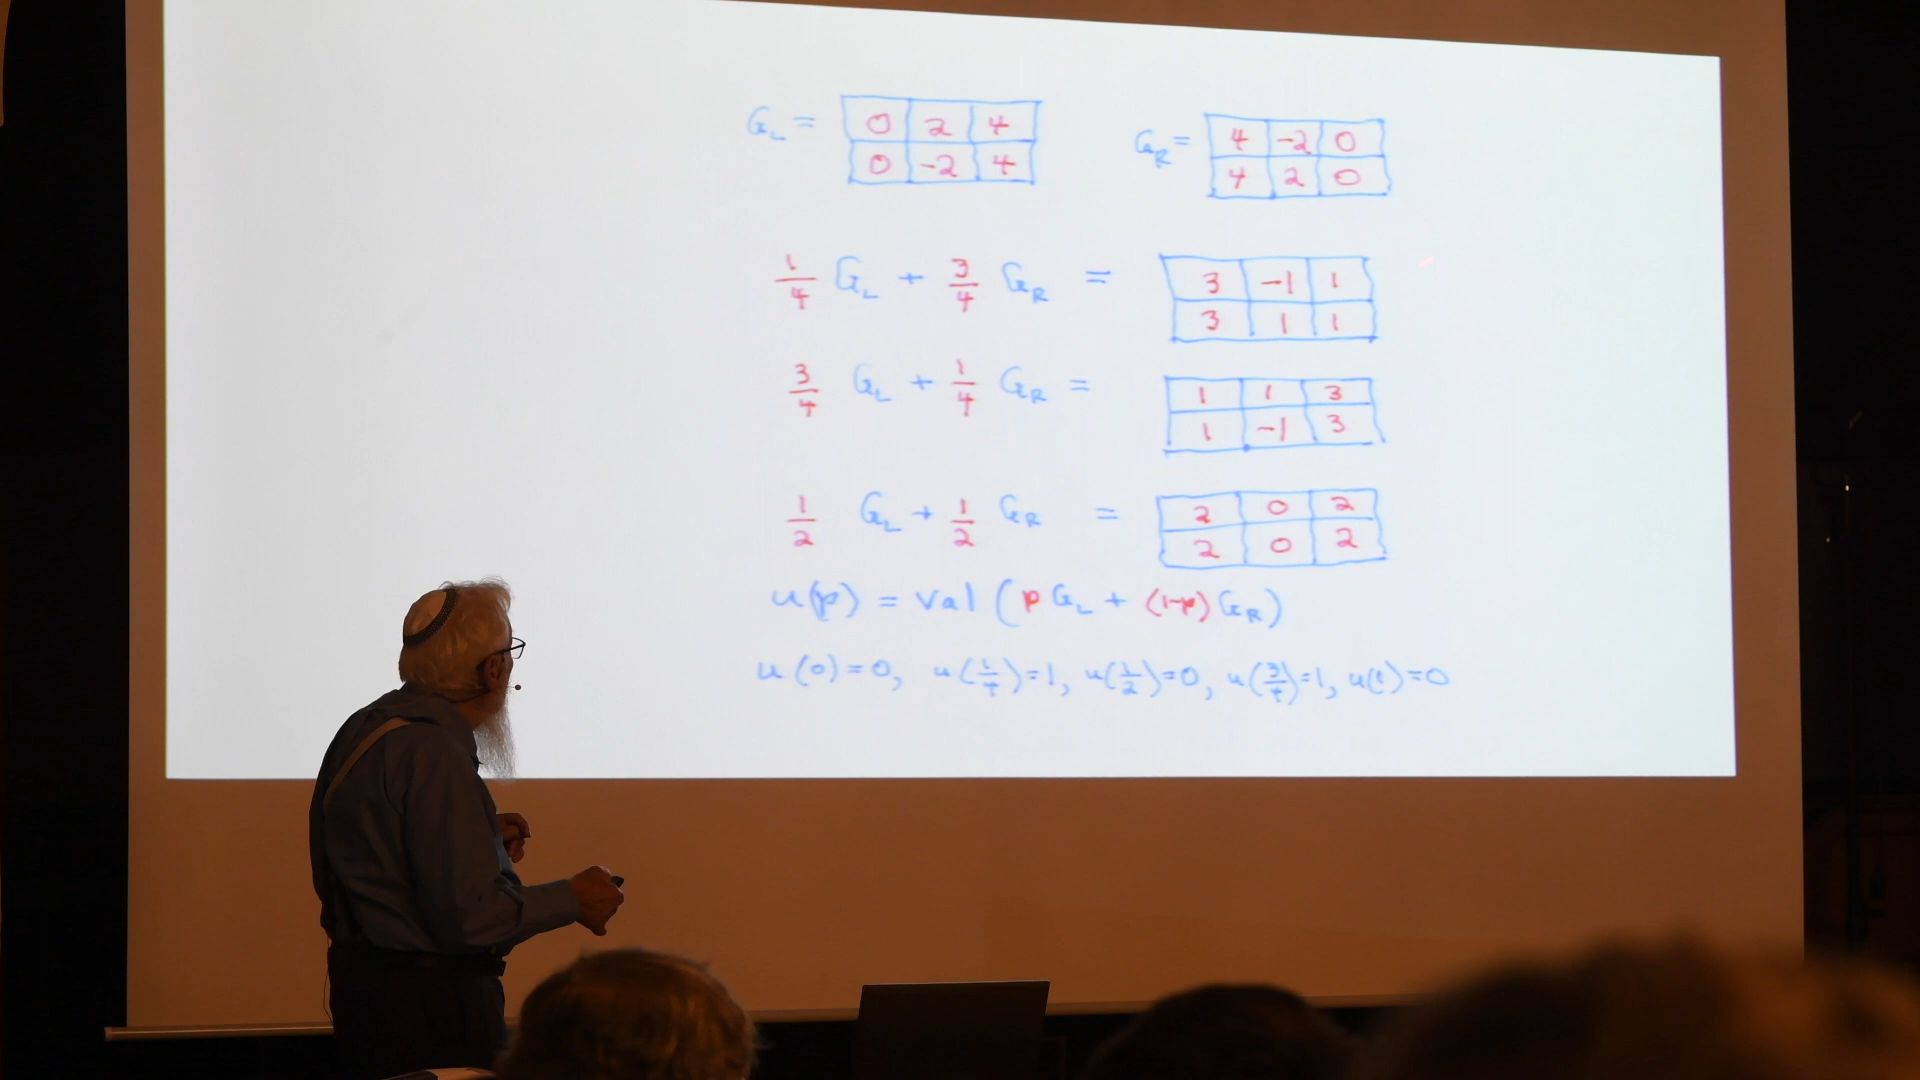 G_L = 0 2 4 G_R = 4 -2 0
0 -2 4 4 2 0
1/4 G_L + 3/4 G_R = 3 -1 1
3 1 1
3/4 G_L + 1/4 G_R = 1 1 3
1 -1 3
1/2 G_L + 1/2 G_R = 2 0 2
2 0 2
u(p) = val (p G_L + (1-p) G_R)
u(0)=0, u(1/4)=1, u(1/2)=0, u(3/4)=1, u(1)=0